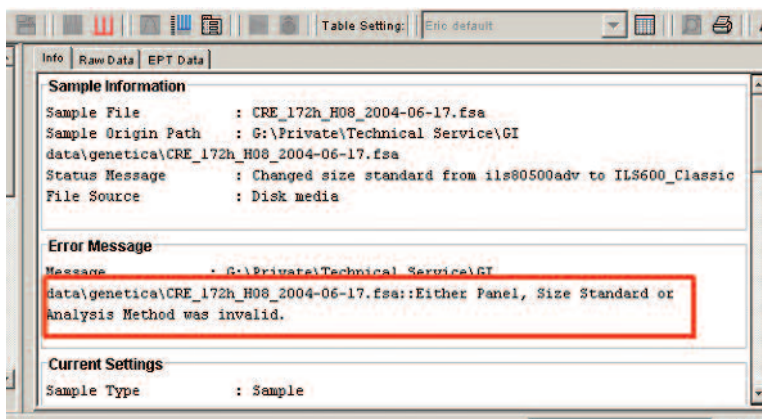 Table Setting: Eric default
Info Raw Data EPT Data
Sample Information
Sample File : CRE_172h_H08_2004-06-17.fsa
Sample Origin Path : G:\Private\Technical Service\GI
data\genetica\CRE_172h_H08_2004-06-17.fsa
Status Message : Changed size standard from ils80500adv to ILS600_Classic
File Source : Disk media
Error Message
Message : G:\Private\Technical Service\GI
data\genetica\CRE_172h_H08_2004-06-17.fsa::Either Panel, Size Standard or
Analysis Method was invalid.
Current Settings
Sample Type : Sample